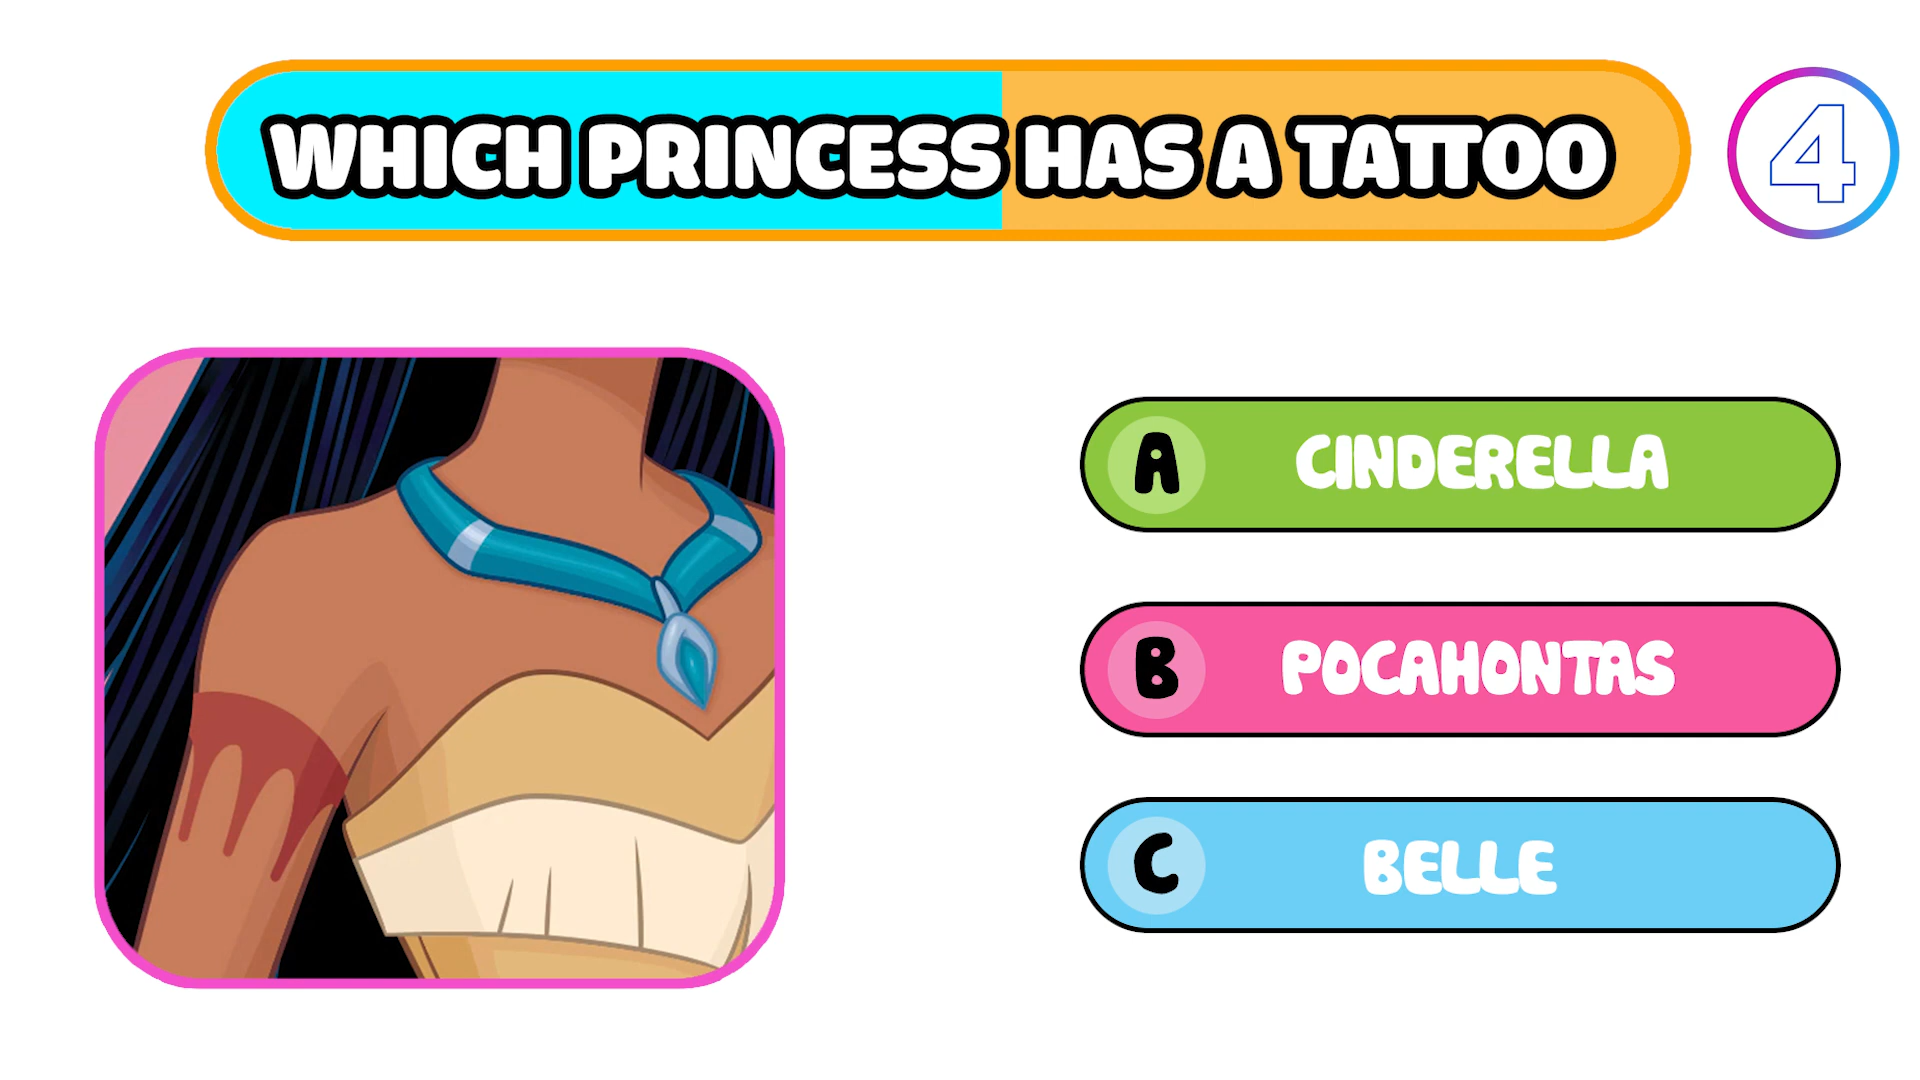 WHICH PRINCESS HAS A TATTOO
4
A CINDERELLA
B POCAHONTAS
C BELLE